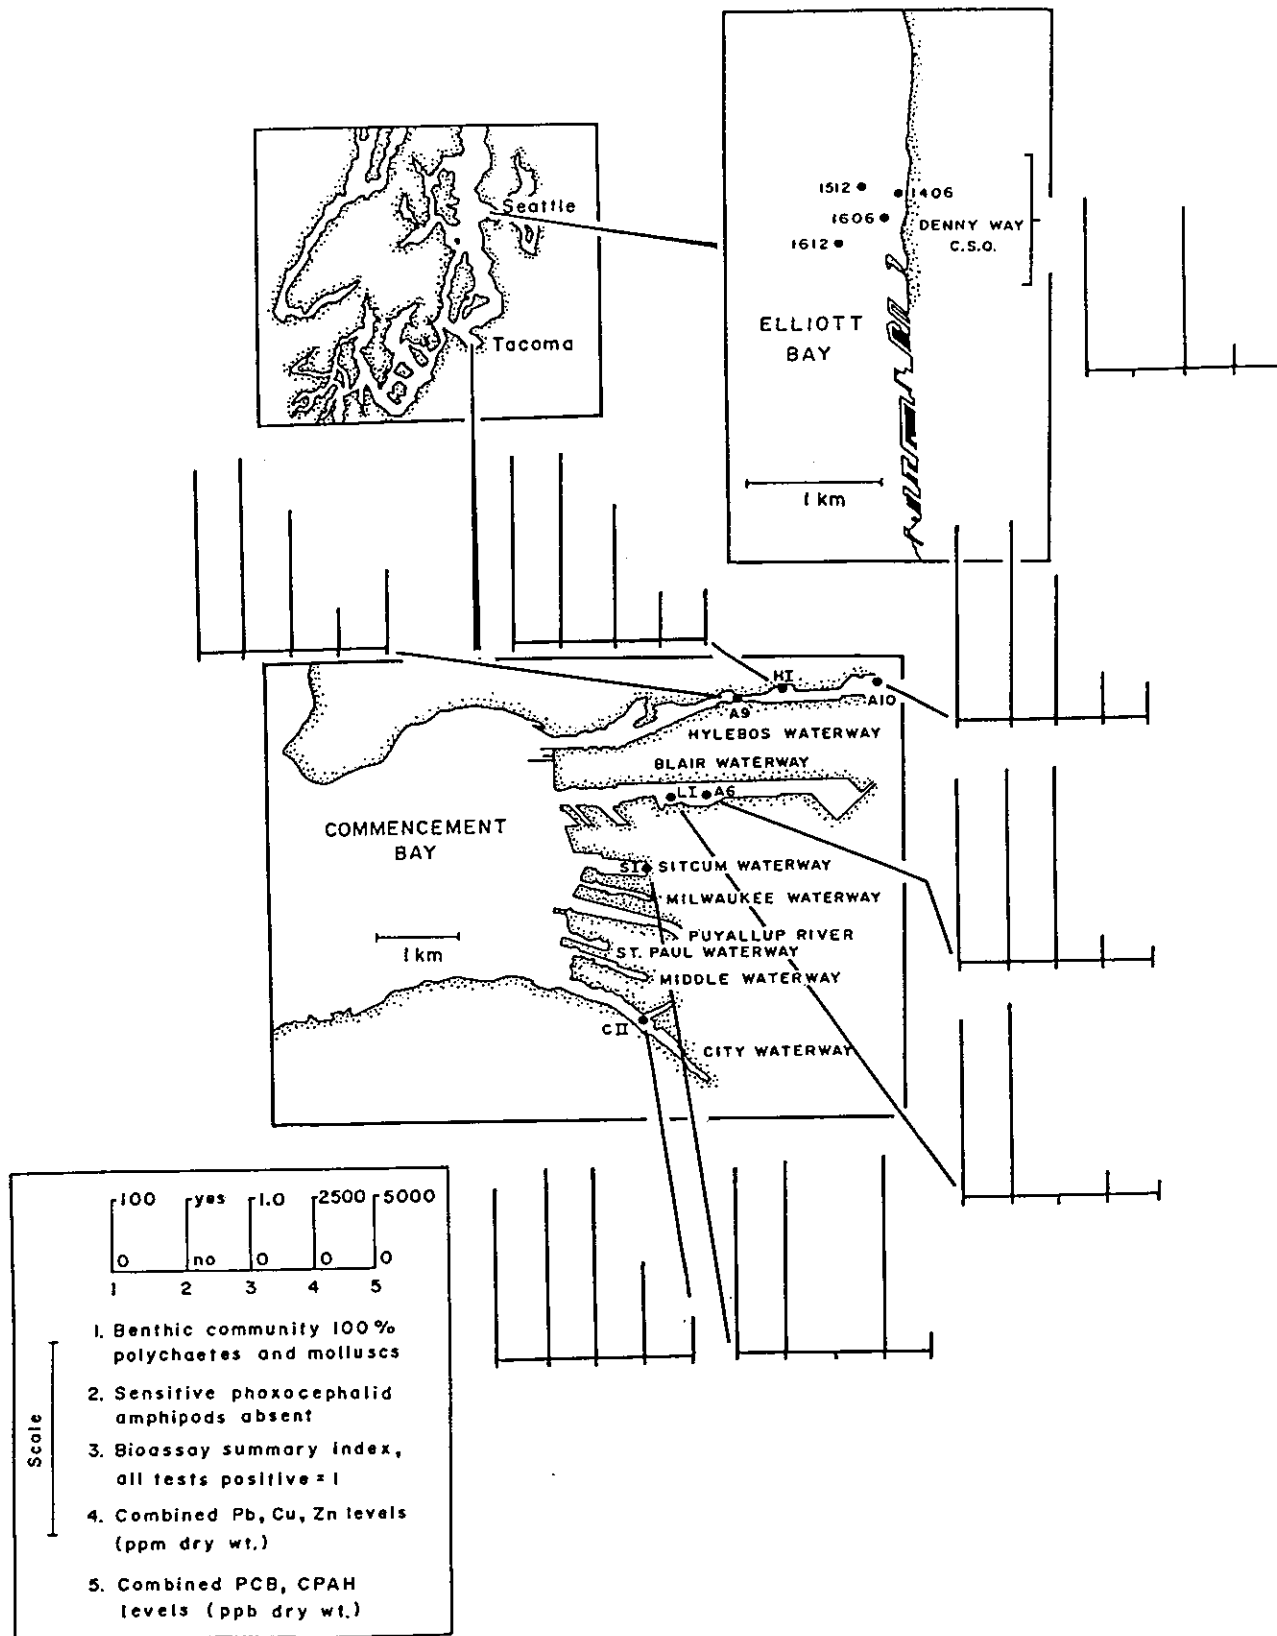 Seattle
Tacoma
1512
1406
1606
DENNY WAY
C.S.O.
1612
ELLIOTT
BAY
1 km
HI
A9
A10
HYLEBOS WATERWAY
BLAIR WATERWAY
LI
A6
COMMENCEMENT
BAY
SI
SITCUM WATERWAY
MILWAUKEE WATERWAY
PUYALLUP RIVER
1 km
ST. PAUL WATERWAY
MIDDLE WATERWAY
CII
CITY WATERWAY
100 yes 1.0 2500 5000
0 no 0 0 0
1 2 3 4 5
1. Benthic community 100%
polychaetes and molluscs
2. Sensitive phoxocephalid
amphipods absent
3. Bioassay summary index,
all tests positive = 1
4. Combined Pb, Cu, Zn levels
(ppm dry wt.)
5. Combined PCB, CPAH
levels (ppb dry wt.)
Scale